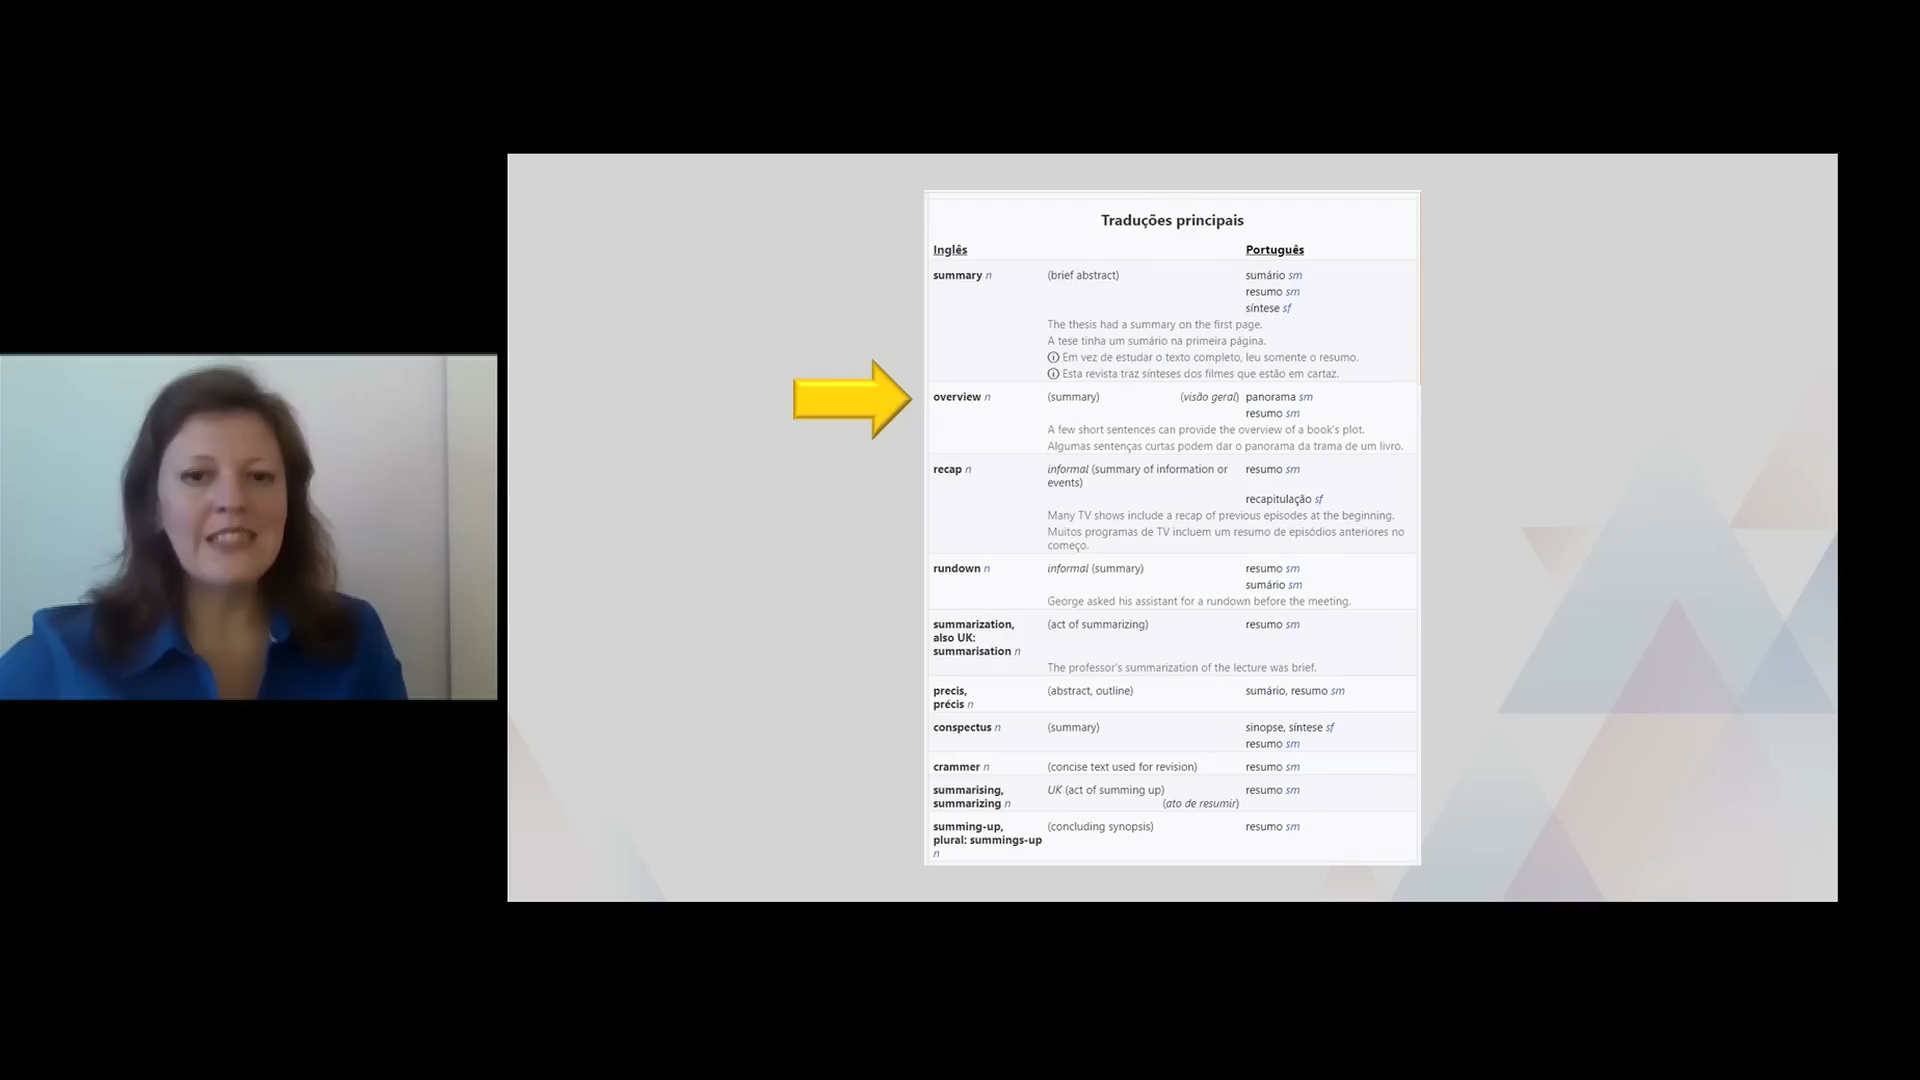 Traduções principais
Inglês Português
summary n (brief abstract) sumário sm
resumo sm
síntese sf
The thesis had a summary on the first page.
A tese tinha um sumário na primeira página.
Em vez de estudar o texto completo, leu somente o resumo.
Esta revista traz sínteses dos filmes que estão em cartaz.
overview n (summary) (visão geral) panorama sm
resumo sm
A few short sentences can provide the overview of a book's plot.
Algumas sentenças curtas podem dar o panorama da trama de um livro.
recap n informal (summary of information or resumo sm
events)
recapitulação sf
Many TV shows include a recap of previous episodes at the beginning.
Muitos programas de TV incluem um resumo de episódios anteriores no
começo.
rundown n informal (summary) resumo sm
sumário sm
George asked his assistant for a rundown before the meeting.
summarization, (act of summarizing) resumo sm
also UK:
summarisation n
The professor's summarization of the lecture was brief.
precis, (abstract, outline) sumário, resumo sm
précis n
conspectus n (summary) sinopse, síntese sf
resumo sm
crammer n (concise text used for revision) resumo sm
summarising, UK (act of summing up) resumo sm
summarizing n (ato de resumir)
summing-up, (concluding synopsis) resumo sm
plural: summings-up
n